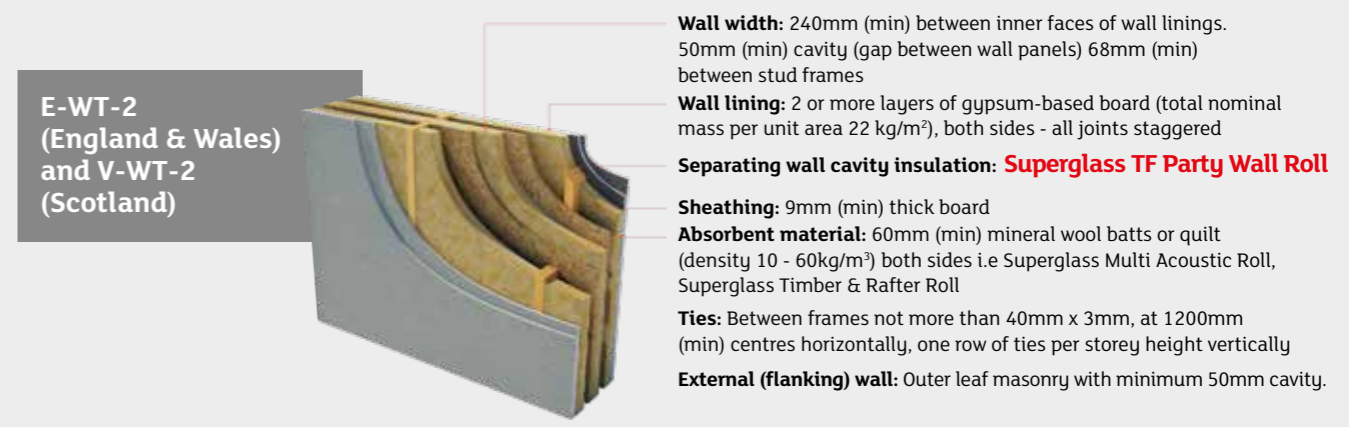 E-WT-2
(England & Wales)
and V-WT-2
(Scotland)
Wall width: 240mm (min) between inner faces of wall linings.
50mm (min) cavity (gap between wall panels) 68mm (min)
between stud frames
Wall lining: 2 or more layers of gypsum-based board (total nominal
mass per unit area 22 kg/m²), both sides - all joints staggered
Separating wall cavity insulation: Superglass TF Party Wall Roll
Sheathing: 9mm (min) thick board
Absorbent material: 60mm (min) mineral wool batts or quilt
(density 10 - 60kg/m³) both sides i.e Superglass Multi Acoustic Roll,
Superglass Timber & Rafter Roll
Ties: Between frames not more than 40mm x 3mm, at 1200mm
(min) centres horizontally, one row of ties per storey height vertically
External (flanking) wall: Outer leaf masonry with minimum 50mm cavity.